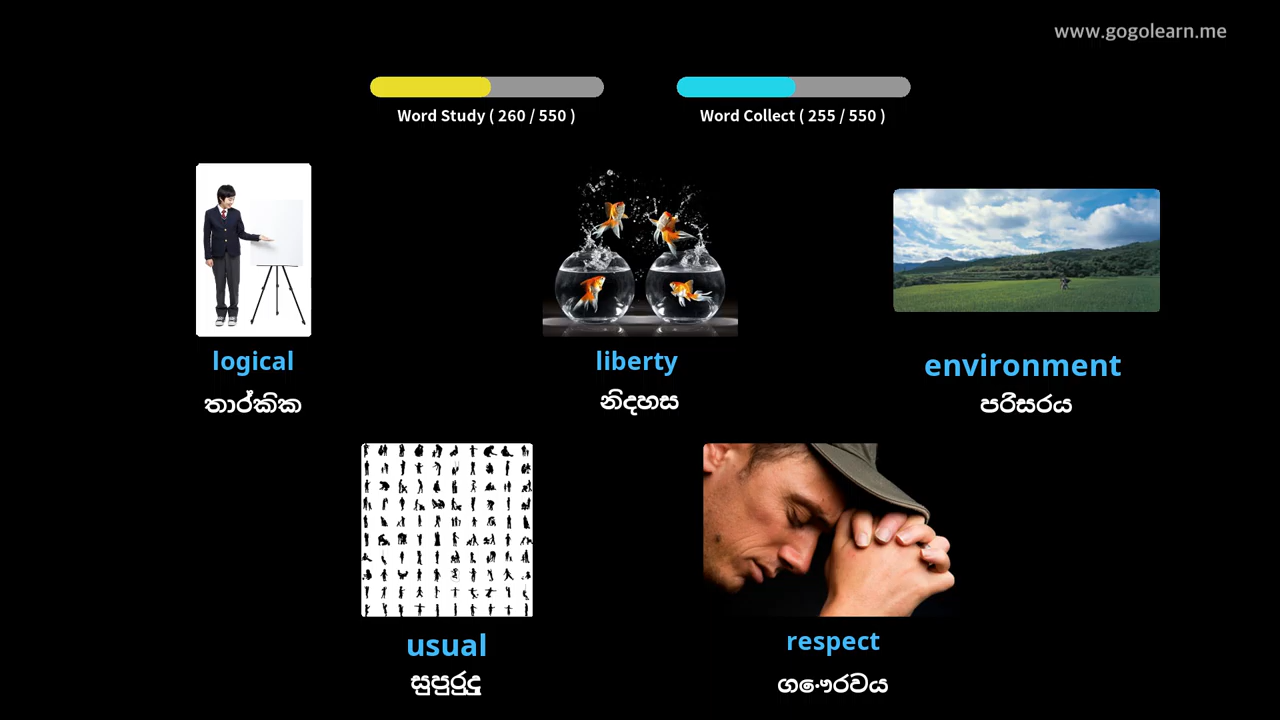 www.gogolearn.me
Word Study ( 260 / 550 )
Word Collect ( 255 / 550 )
logical
තාර්කික
liberty
නිදහස
environment
පරිසරය
usual
සුපුරුදු
respect
ගෞරවය